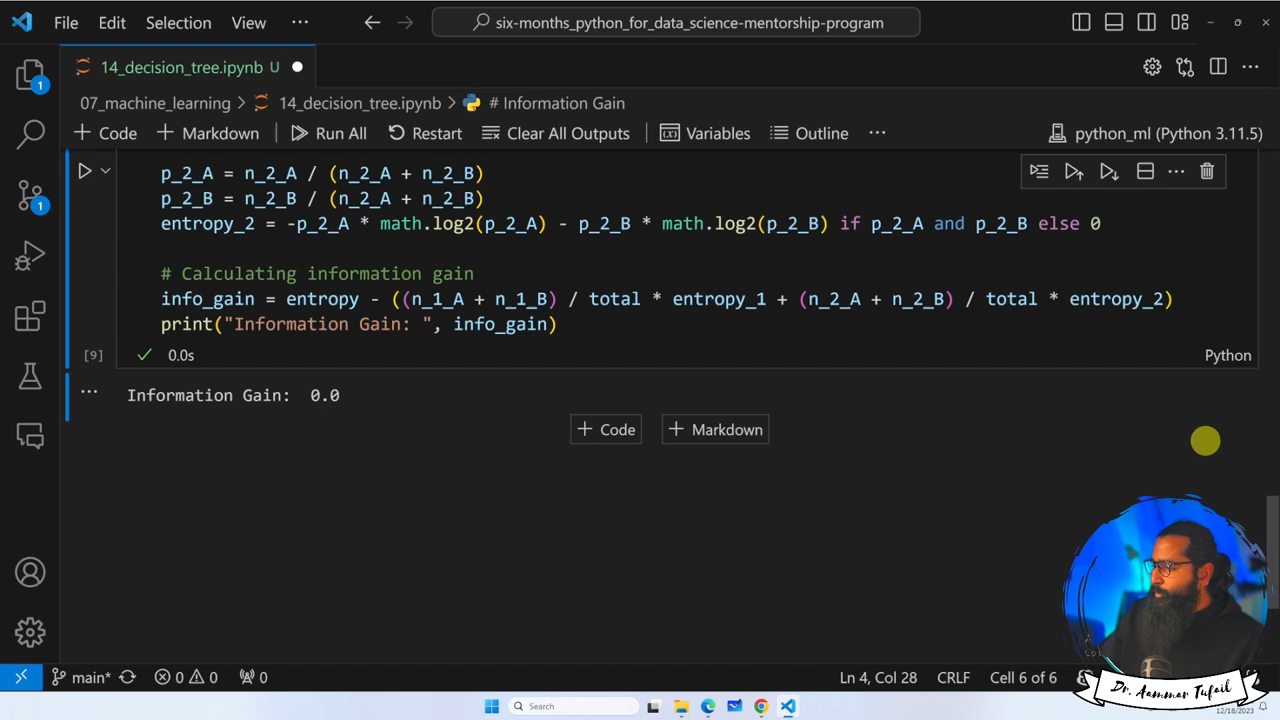 File Edit Selection View ··· six-months_python_for_data_science-mentorship-program
14_decision_tree.ipynb U
07_machine_learning > 14_decision_tree.ipynb > # Information Gain
+ Code + Markdown Run All Restart Clear All Outputs Variables Outline ··· python_ml (Python 3.11.5)
p_2_A = n_2_A / (n_2_A + n_2_B)
p_2_B = n_2_B / (n_2_A + n_2_B)
entropy_2 = -p_2_A * math.log2(p_2_A) - p_2_B * math.log2(p_2_B) if p_2_A and p_2_B else 0
# Calculating information gain
info_gain = entropy - ((n_1_A + n_1_B) / total * entropy_1 + (n_2_A + n_2_B) / total * entropy_2)
print("Information Gain: ", info_gain)
[9] 0.0s Python
Information Gain: 0.0
+ Code + Markdown
1
1
main* 0 0 0 Ln 4, Col 28 CRLF Cell 6 of 6
Dr. Aammar Tufail
Search
12/18/2023